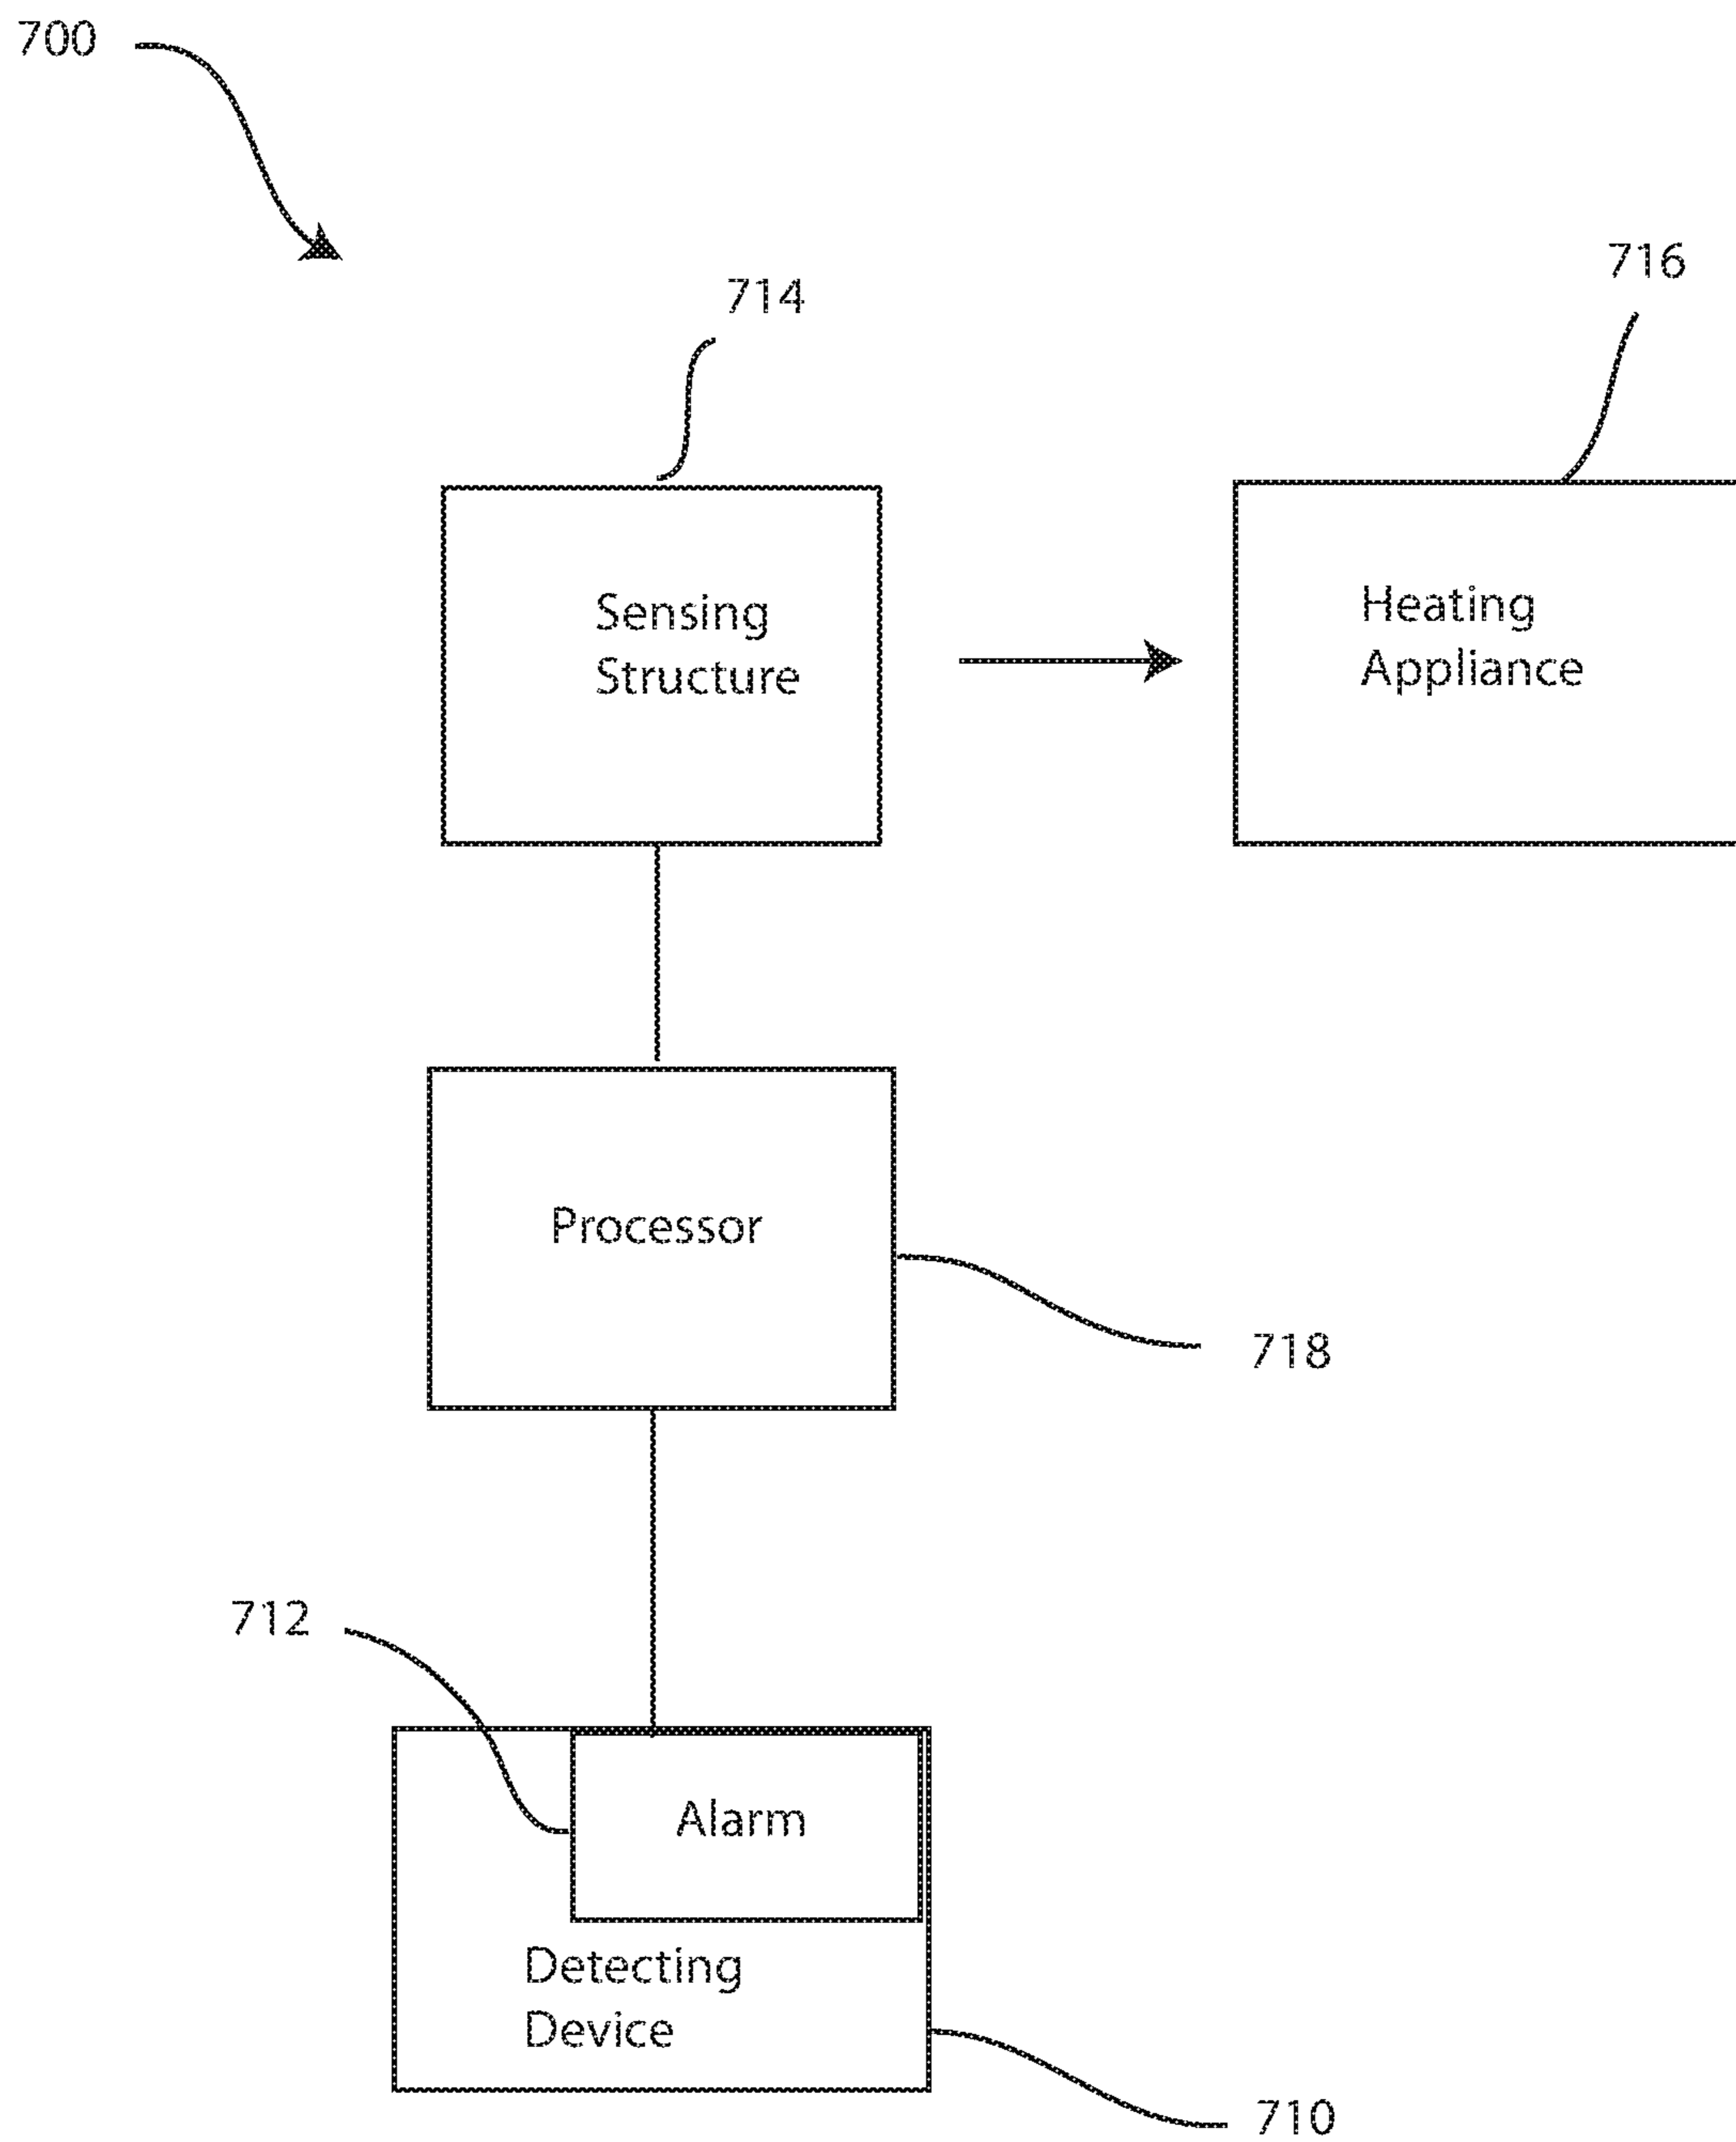 700
716
714
Sensing
Structure
Heating
Appliance
Processor
718
712
Alarm
Detecting
Device
710